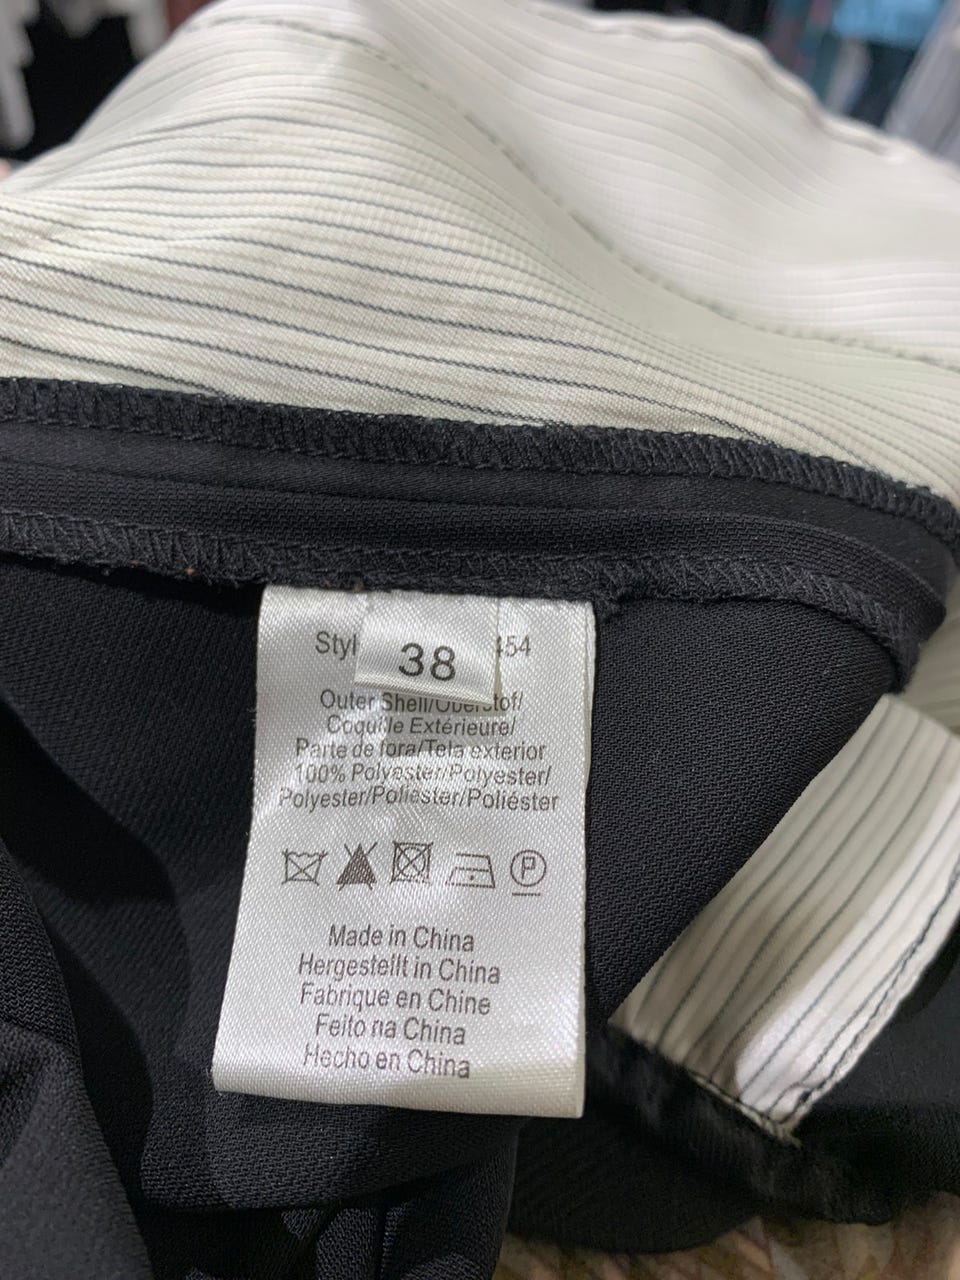 38
454
Outer Shell/Oberstof/
Coquille Extérieure/
Parte de fora/Tela exterior
100% Polyester/Polyester/
Polyester/Poliester/Poliéster
P
Made in China
Hergestellt in China
Fabrique en Chine
Feito na China
Hecho en China